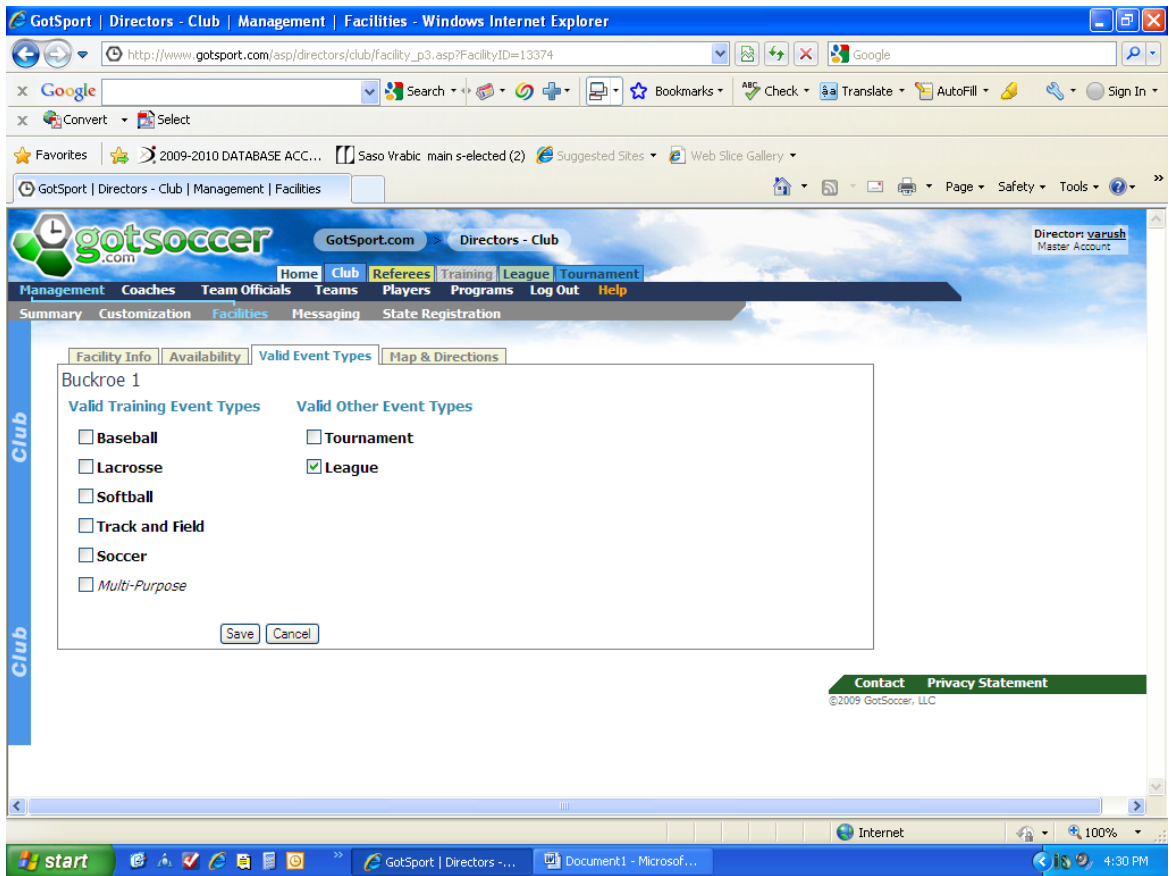 GotSport | Directors - Club | Management | Facilities - Windows Internet Explorer
http://www.gotsport.com/asp/directors/club/facility_p3.asp?FacilityID=13374 Google
x Google Search Bookmarks ABC Check Translate AutoFill Sign In
x Convert Select
Favorites 2009-2010 DATABASE ACC... Saso Vrabic main s-elected (2) Suggested Sites Web Slice Gallery
GotSport | Directors - Club | Management | Facilities Page Safety Tools »
gotsoccer .com GotSport.com > Directors - Club Director: varush
Master Account
Home Club Referees Training League Tournament
Management Coaches Team Officials Teams Players Programs Log Out Help
Summary Customization Facilities Messaging State Registration
Facility Info Availability Valid Event Types Map & Directions
Buckroe 1
Valid Training Event Types Valid Other Event Types
Club
Baseball Tournament
Lacrosse League
Softball
Track and Field
Soccer
Multi-Purpose
Club
Save Cancel
Contact Privacy Statement
©2009 GotSoccer, LLC
Internet 100%
start » GotSport | Directors -... Document1 - Microsof... 4:30 PM